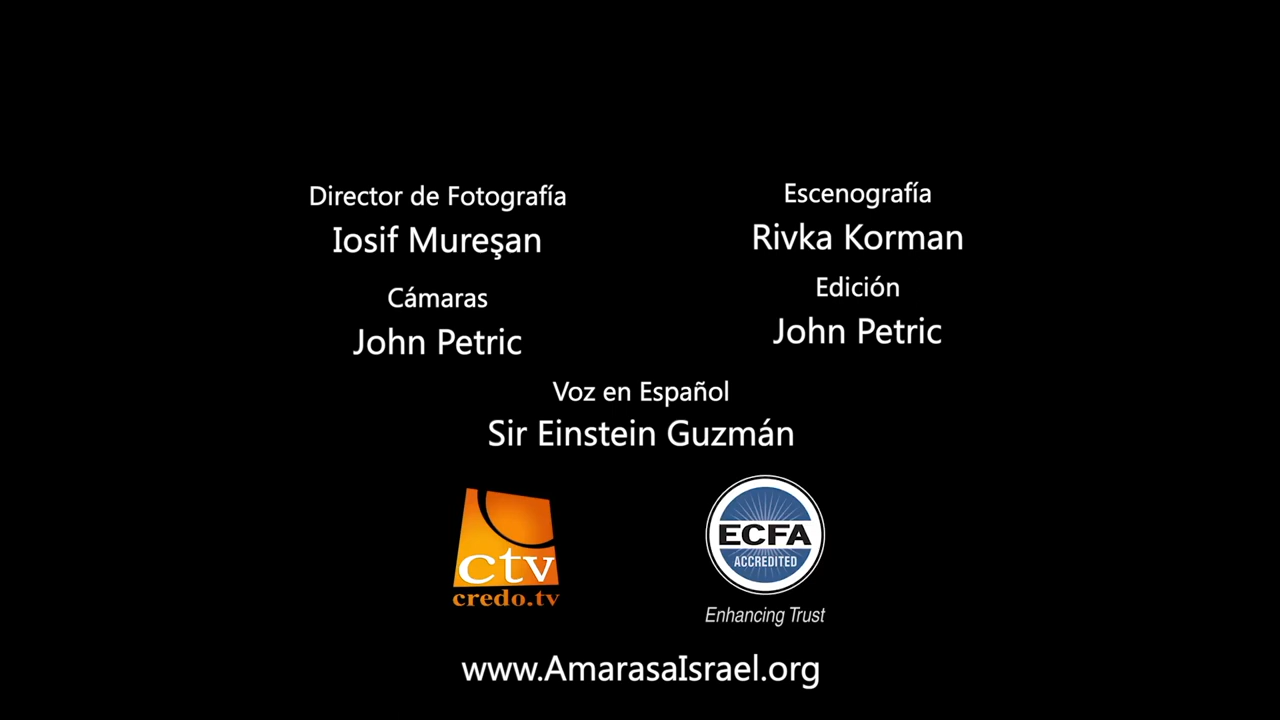 Director de Fotografía
Iosif Mureşan
Cámaras
John Petric
Escenografía
Rivka Korman
Edición
John Petric
Voz en Español
Sir Einstein Guzmán
ctv
credo.tv
ECFA
ACCREDITED
Enhancing Trust
www.AmarasaIsrael.org